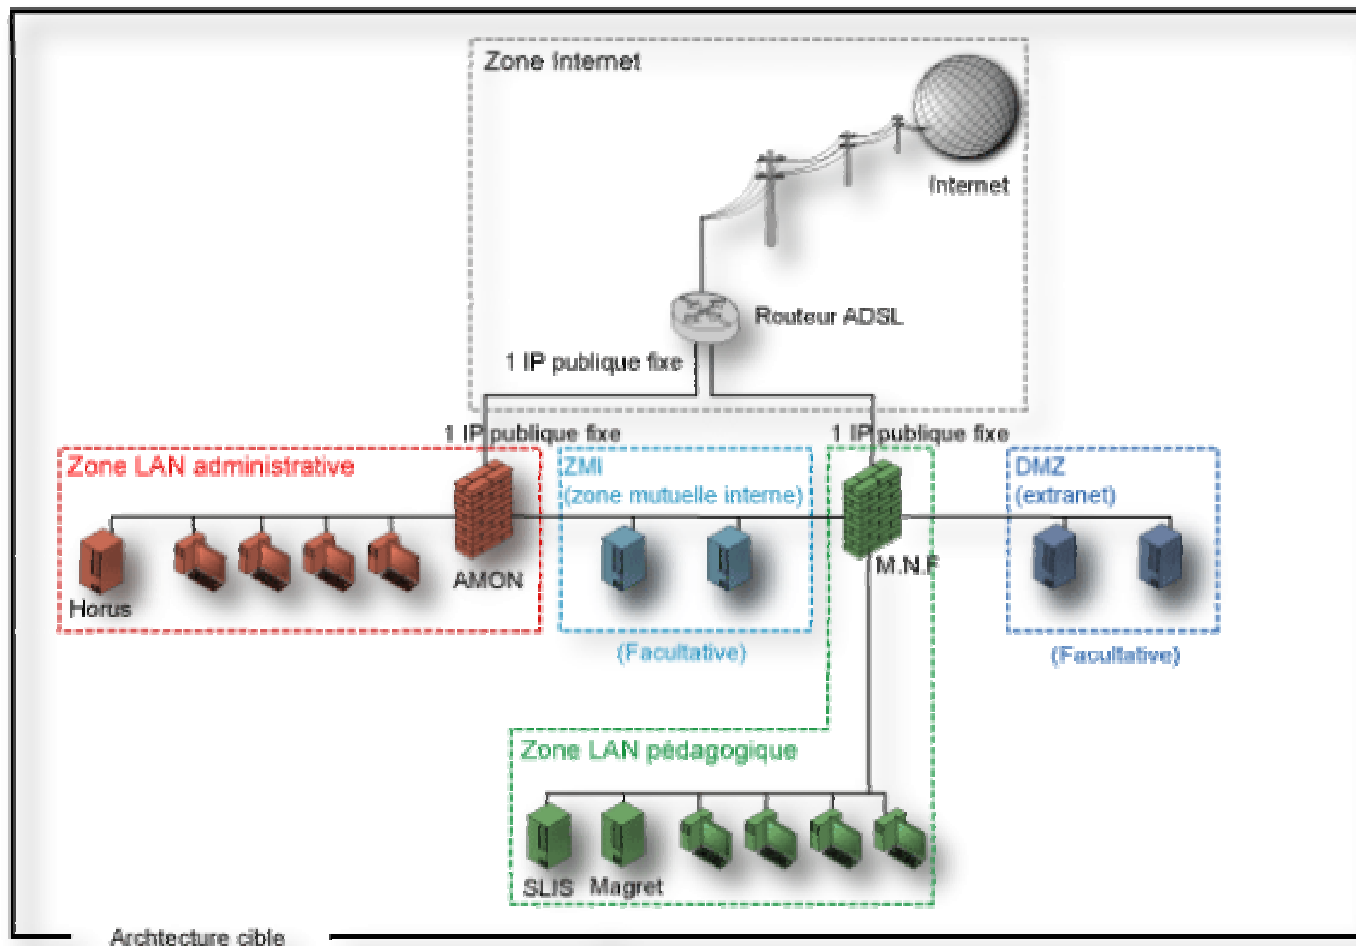 Zone Internet
Internet
Routeur ADSL
1 IP publique fixe
1 IP publique fixe
1 IP publique fixe
Zone LAN administrative
ZMI
(zone mutuelle interne)
DMZ
(extranet)
AMON
M.N.F
Horus
(Facultative)
(Facultative)
Zone LAN pédagogique
SLIS
Magret
Archtecture cible